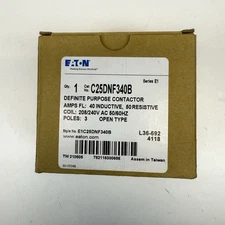 EATON
Series E1
Qty. 1 Cat. C25DNF340B
DEFINITE PURPOSE CONTACTOR
AMPS FL: 40 INDUCTIVE, 50 RESISTIVE
COIL: 208/240V AC 50/60HZ
POLES: 3 OPEN TYPE
Style No. E1C25DNF340B
L36-692
www.eaton.com
4118
Assem in Taiwan